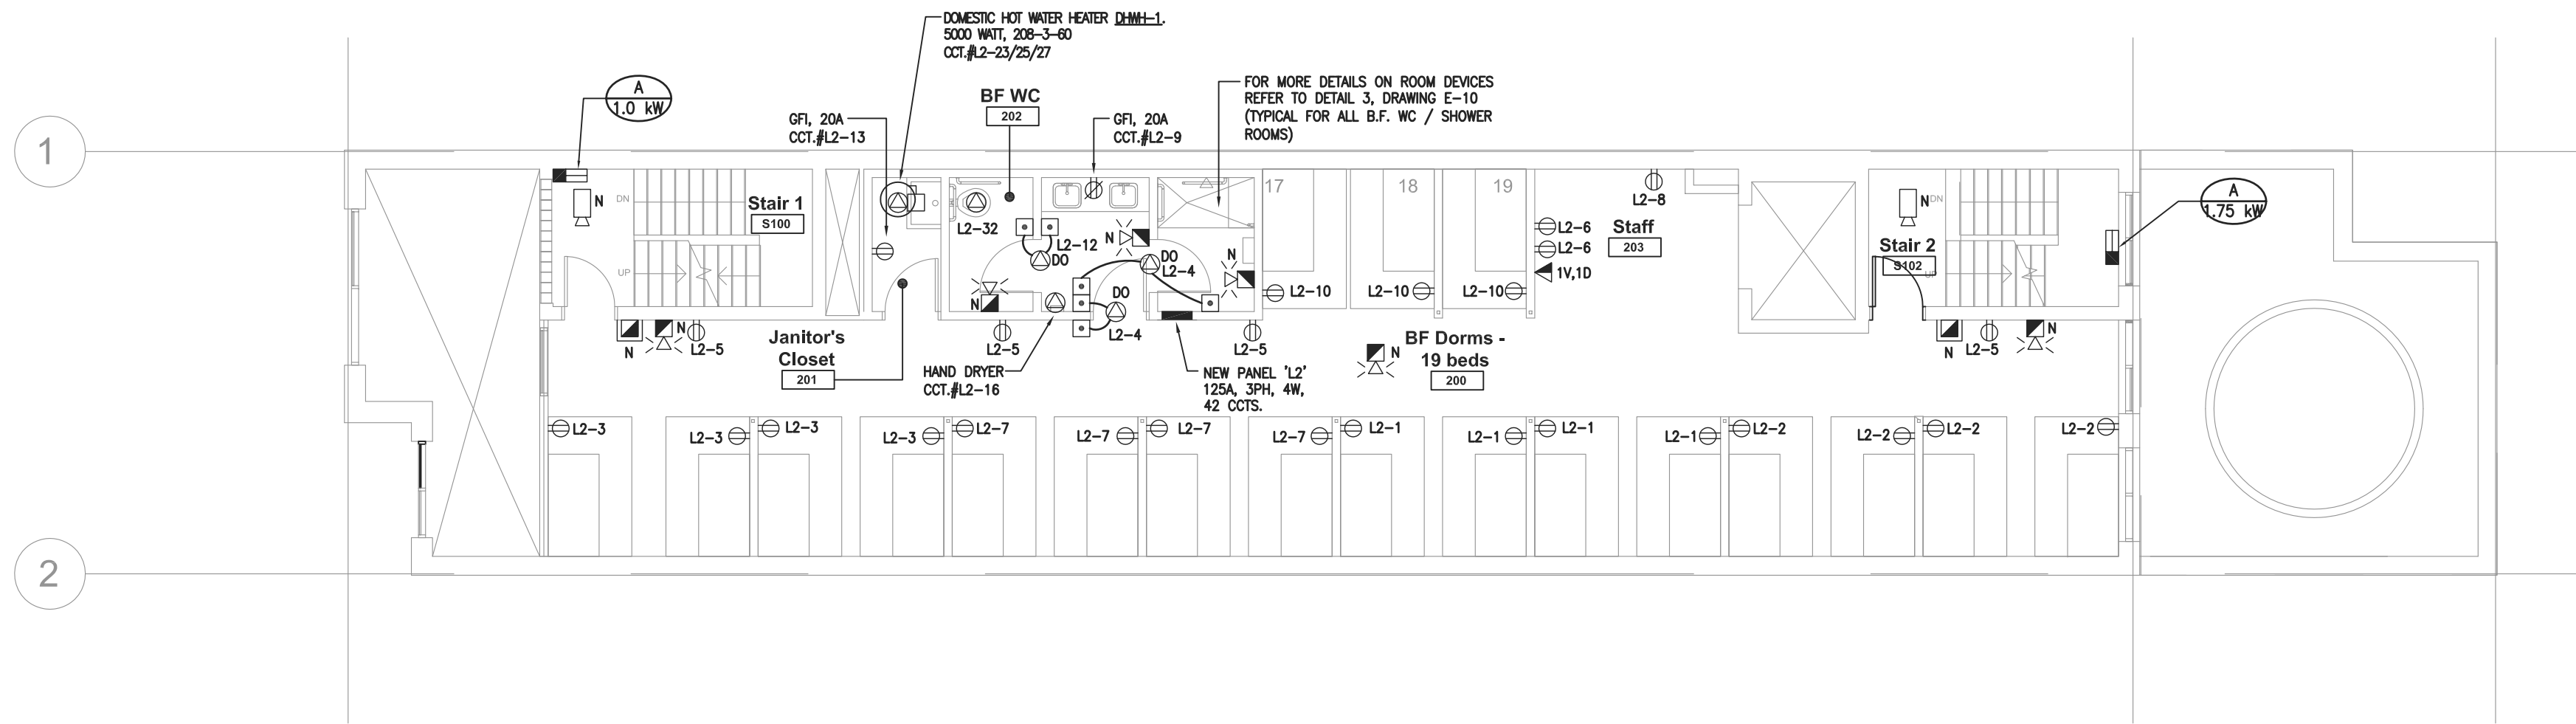 DOMESTIC HOT WATER HEATER DHWH-1.
5000 WATT, 208-3-60
CCT.#L2-23/25/27
A
1.0 kW
BF WC
202
FOR MORE DETAILS ON ROOM DEVICES
REFER TO DETAIL 3, DRAWING E-10
(TYPICAL FOR ALL B.F. WC / SHOWER
ROOMS)
GFI, 20A
CCT.#L2-13
GFI, 20A
CCT.#L2-9
1
N
DN
Stair 1
S100
UP
L2-32
L2-12
DO
N
DO
L2-4
N
N
DO
L2-4
17
18
19
L2-10
L2-10
L2-10
L2-8
L2-6
L2-6
1V,1D
Staff
203
N
DN
Stair 2
S102
UP
A
1.75 kW
N
N
L2-5
Janitor's
Closet
201
L2-5
HAND DRYER
CCT.#L2-16
L2-5
NEW PANEL 'L2'
125A, 3PH, 4W,
42 CCTS.
N
BF Dorms -
19 beds
200
N
L2-5
N
L2-3
L2-3
L2-3
L2-3
L2-7
L2-7
L2-7
L2-7
L2-1
L2-1
L2-1
L2-1
L2-2
L2-2
L2-2
L2-2
2